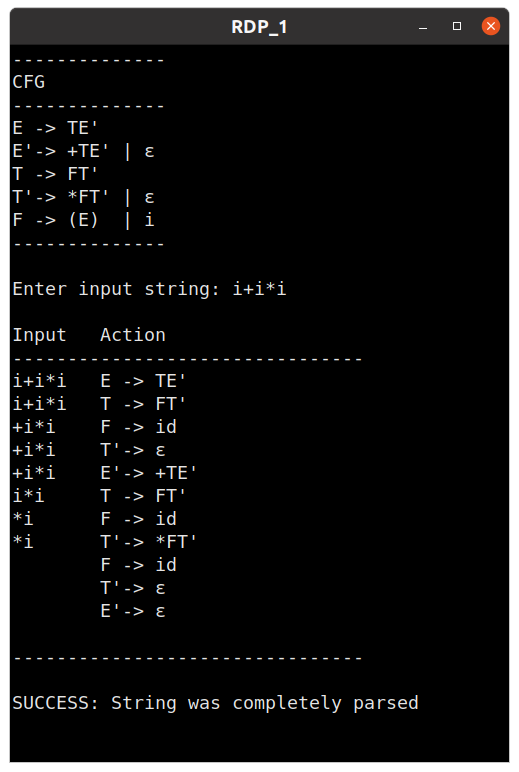 RDP_1
--------------
CFG
--------------
E -> TE'
E'-> +TE' | ε
T -> FT'
T'-> *FT' | ε
F -> (E)  | i
--------------
Enter input string: i+i*i
Input   Action
--------------------------------
i+i*i   E -> TE'
i+i*i   T -> FT'
+i*i    F -> id
+i*i    T'-> ε
+i*i    E'-> +TE'
i*i     T -> FT'
*i      F -> id
*i      T'-> *FT'
        F -> id
        T'-> ε
        E'-> ε
--------------------------------
SUCCESS: String was completely parsed